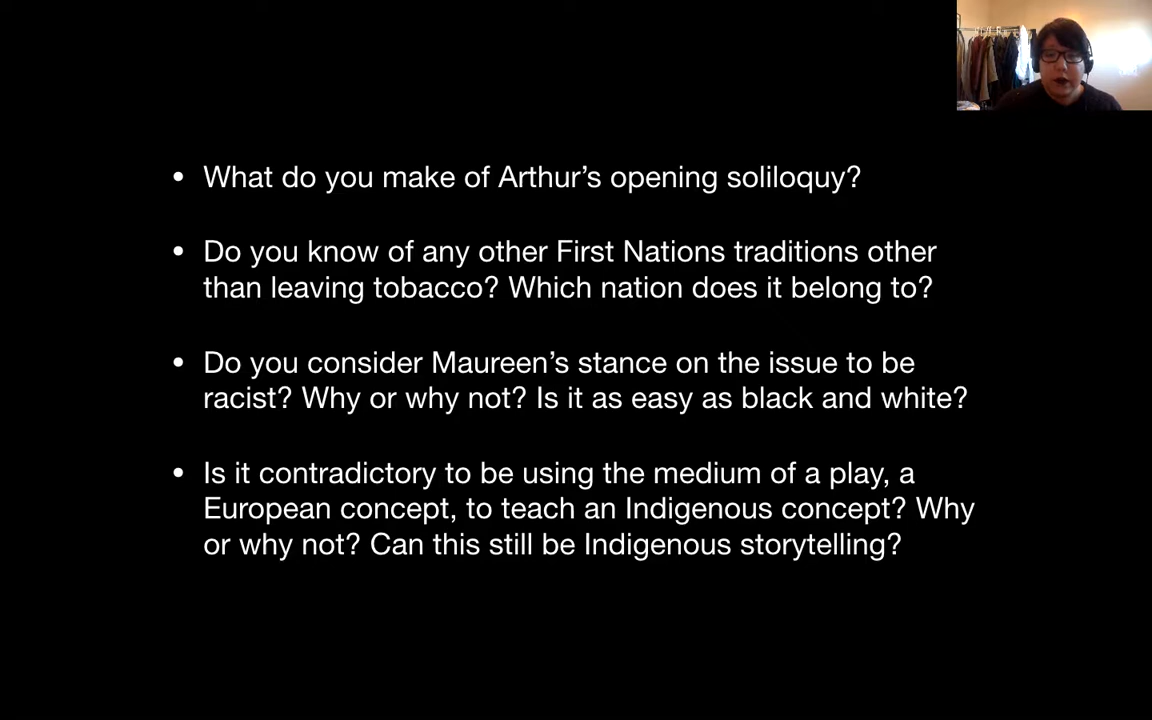 • What do you make of Arthur’s opening soliloquy?
• Do you know of any other First Nations traditions other
than leaving tobacco? Which nation does it belong to?
• Do you consider Maureen’s stance on the issue to be
racist? Why or why not? Is it as easy as black and white?
• Is it contradictory to be using the medium of a play, a
European concept, to teach an Indigenous concept? Why
or why not? Can this still be Indigenous storytelling?